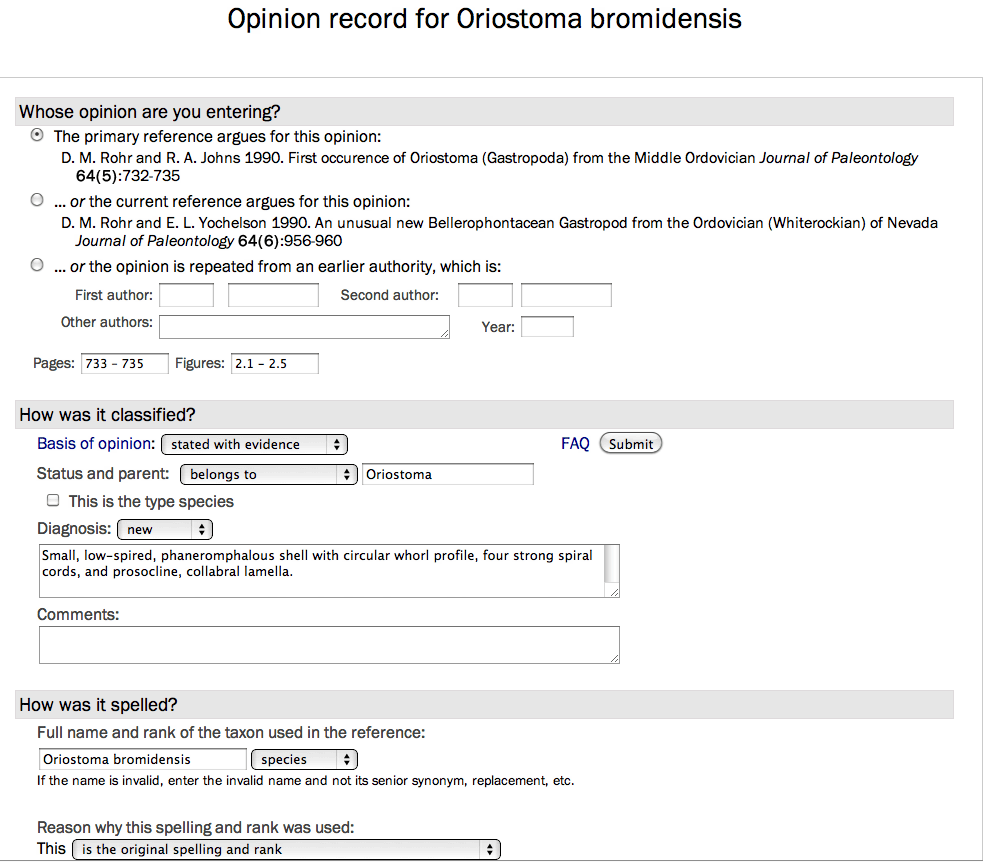 Opinion record for Oriostoma bromidensis
Whose opinion are you entering?
The primary reference argues for this opinion:
D. M. Rohr and R. A. Johns 1990. First occurence of Oriostoma (Gastropoda) from the Middle Ordovician Journal of Paleontology
64(5):732-735
... or the current reference argues for this opinion:
D. M. Rohr and E. L. Yochelson 1990. An unusual new Bellerophontacean Gastropod from the Ordovician (Whiterockian) of Nevada
Journal of Paleontology 64(6):956-960
... or the opinion is repeated from an earlier authority, which is:
First author: Second author:
Other authors: Year:
Pages: 733 – 735 Figures: 2.1 – 2.5
How was it classified?
Basis of opinion: stated with evidence FAQ Submit
Status and parent: belongs to Oriostoma
This is the type species
Diagnosis: new
Small, low-spired, phaneromphalous shell with circular whorl profile, four strong spiral
cords, and prosocline, collabral lamella.
Comments:
How was it spelled?
Full name and rank of the taxon used in the reference:
Oriostoma bromidensis species
If the name is invalid, enter the invalid name and not its senior synonym, replacement, etc.
Reason why this spelling and rank was used:
This is the original spelling and rank